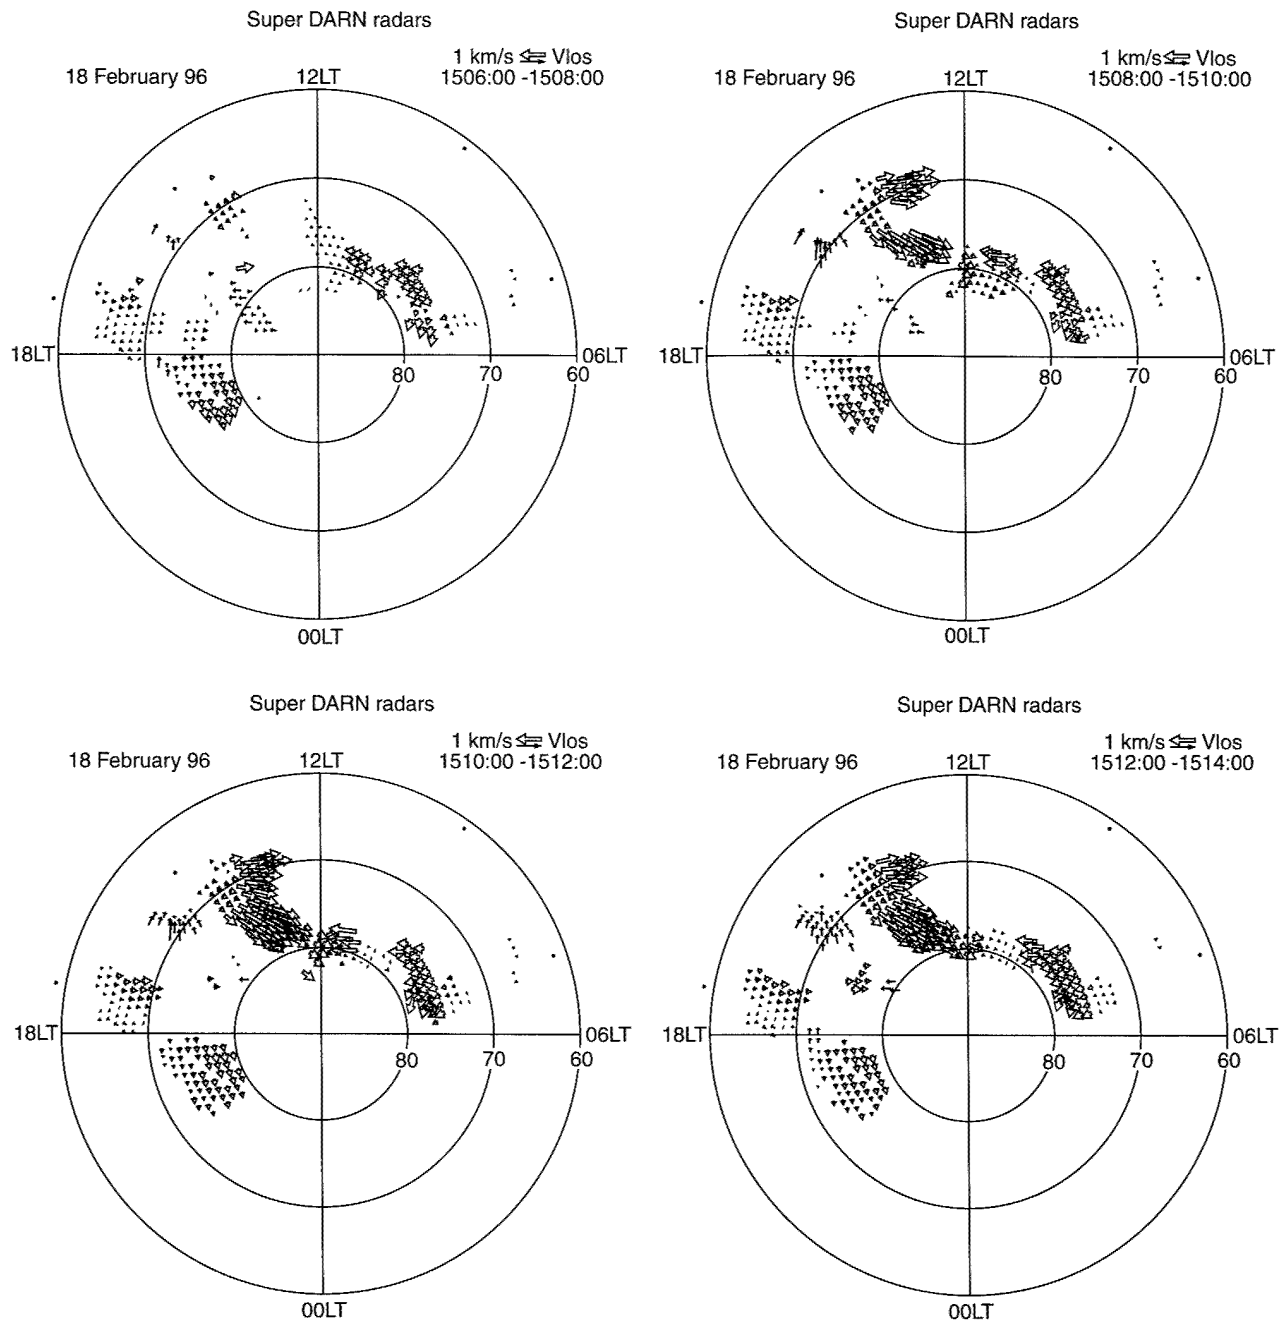 Super DARN radars
18 February 96
12LT
1 km/s Vlos
1506:00 -1508:00
18LT
06LT
80
70
60
00LT
Super DARN radars
18 February 96
12LT
1 km/s Vlos
1508:00 -1510:00
18LT
06LT
80
70
60
00LT
Super DARN radars
18 February 96
12LT
1 km/s Vlos
1510:00 -1512:00
18LT
06LT
80
70
60
00LT
Super DARN radars
18 February 96
12LT
1 km/s Vlos
1512:00 -1514:00
18LT
06LT
80
70
60
00LT